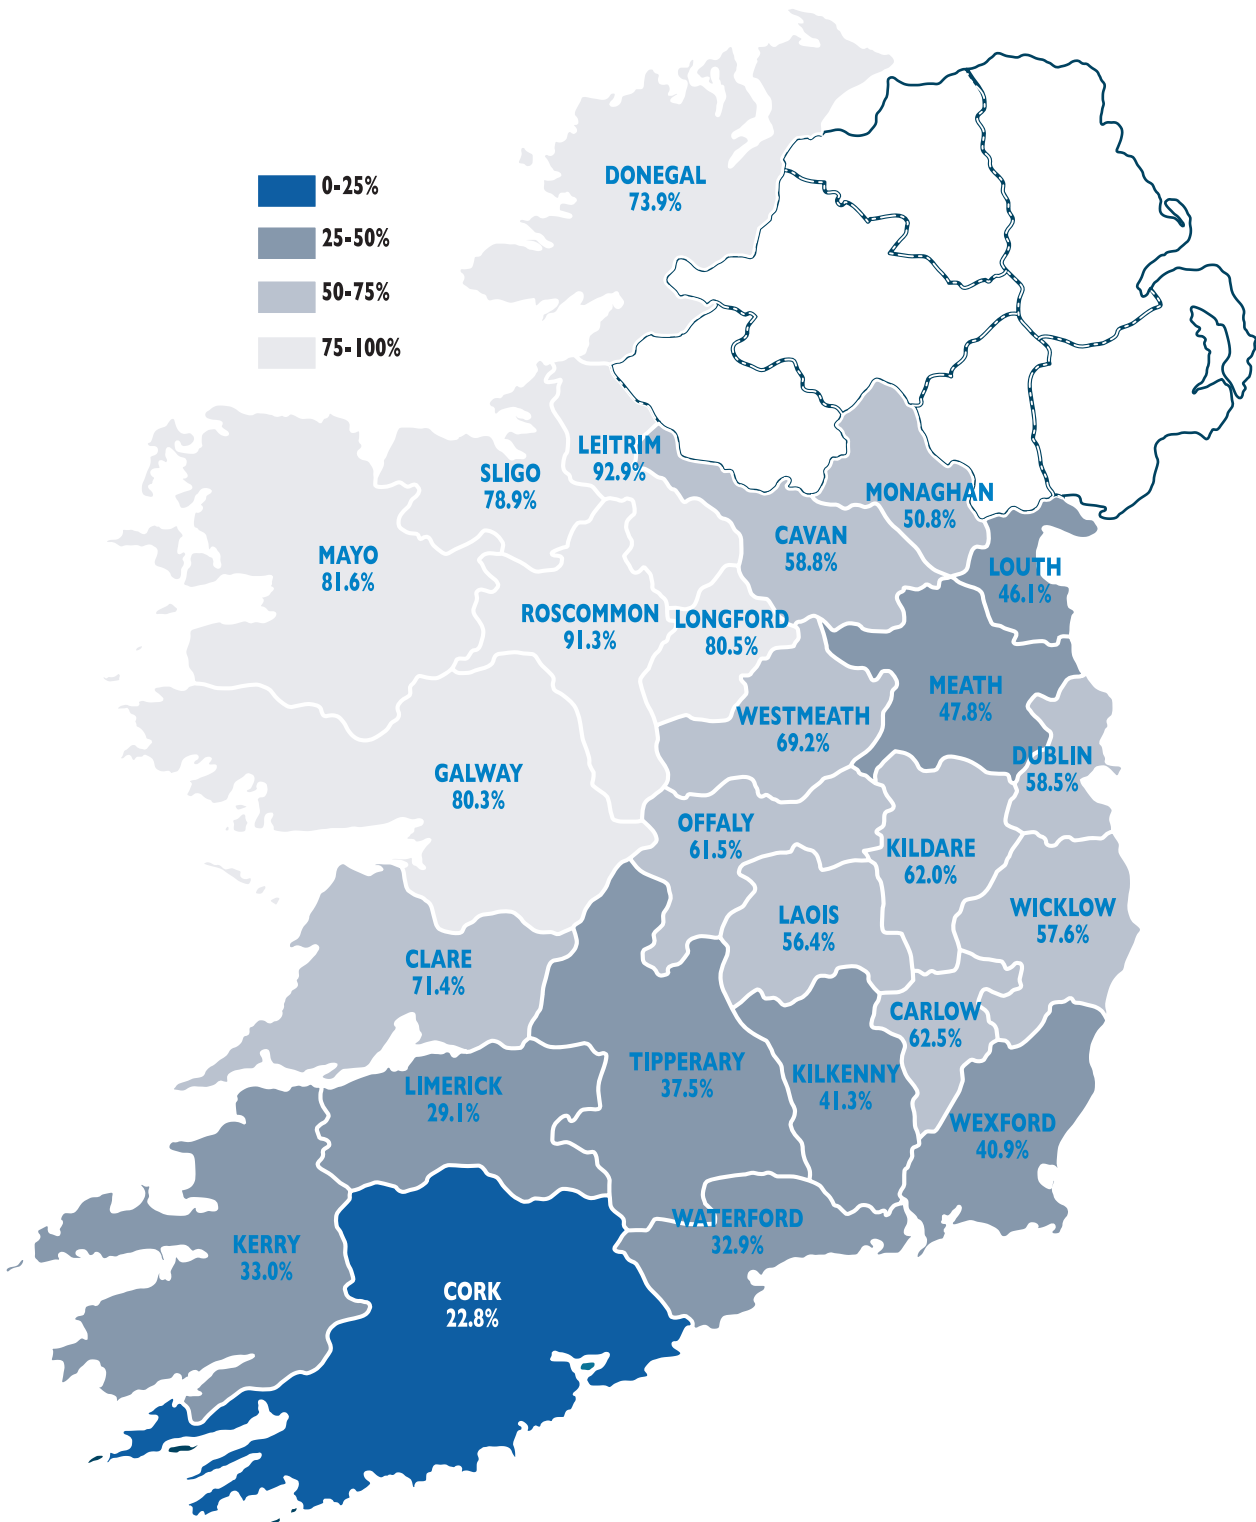 DONEGAL
73.9%
0-25%
25-50%
50-75%
75-100%
LEITRIM
92.9%
SLIGO
78.9%
MONAGHAN
50.8%
CAVAN
58.8%
MAYO
81.6%
LOUTH
46.1%
ROSCOMMON
91.3%
LONGFORD
80.5%
MEATH
47.8%
WESTMEATH
69.2%
DUBLIN
58.5%
GALWAY
80.3%
OFFALY
61.5%
KILDARE
62.0%
WICKLOW
57.6%
LAOIS
56.4%
CLARE
71.4%
CARLOW
62.5%
TIPPERARY
37.5%
KILKENNY
41.3%
LIMERICK
29.1%
WEXFORD
40.9%
WATERFORD
32.9%
KERRY
33.0%
CORK
22.8%